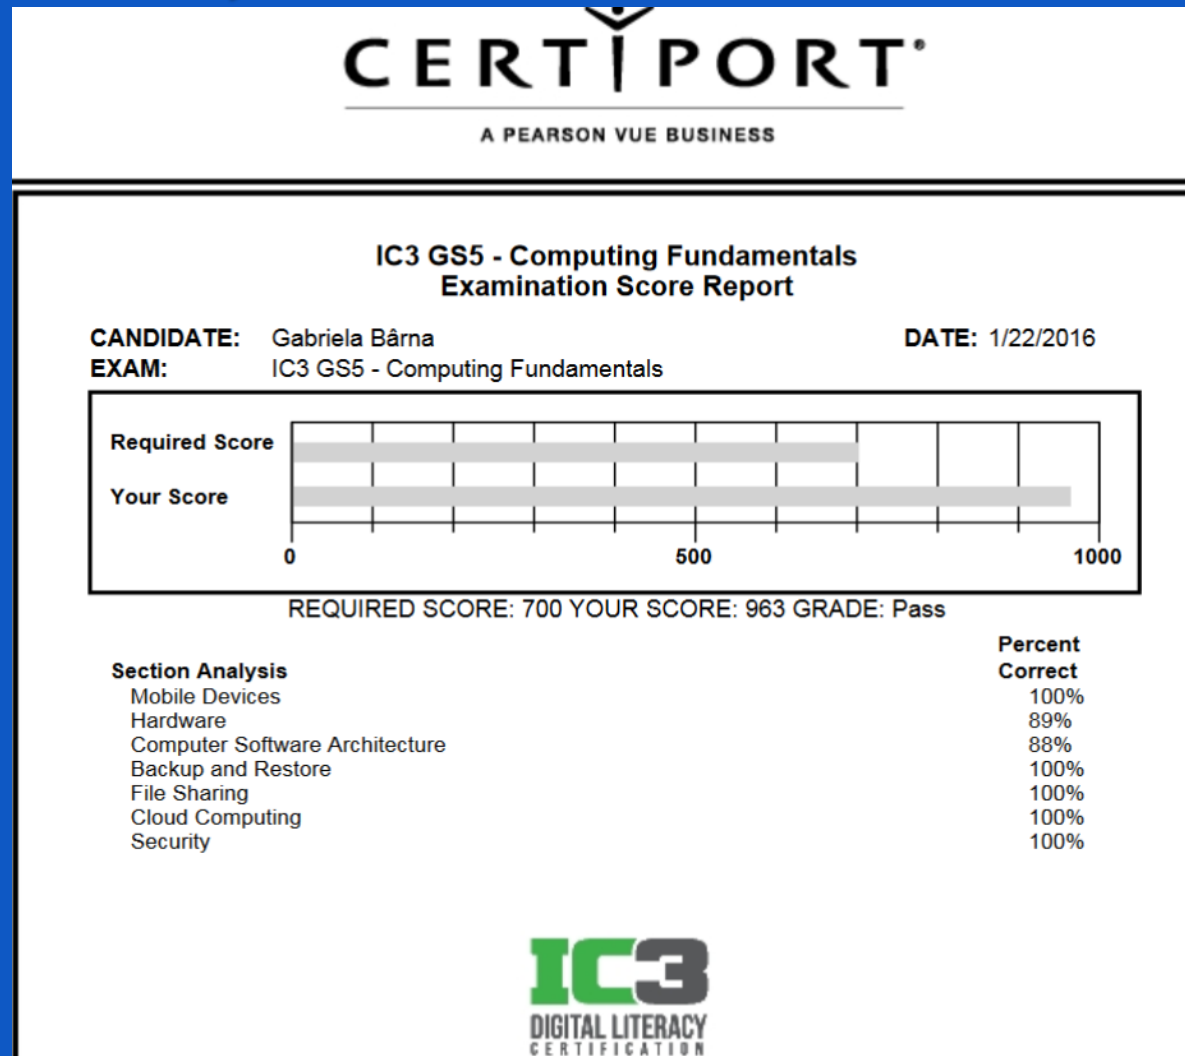 CERTIPORT®
A PEARSON VUE BUSINESS
IC3 GS5 - Computing Fundamentals
Examination Score Report
CANDIDATE: Gabriela Bârna DATE: 1/22/2016
EXAM: IC3 GS5 - Computing Fundamentals
Required Score
Your Score
0 500 1000
REQUIRED SCORE: 700 YOUR SCORE: 963 GRADE: Pass
Percent
Section Analysis Correct
Mobile Devices 100%
Hardware 89%
Computer Software Architecture 88%
Backup and Restore 100%
File Sharing 100%
Cloud Computing 100%
Security 100%
IC3
DIGITAL LITERACY
CERTIFICATION